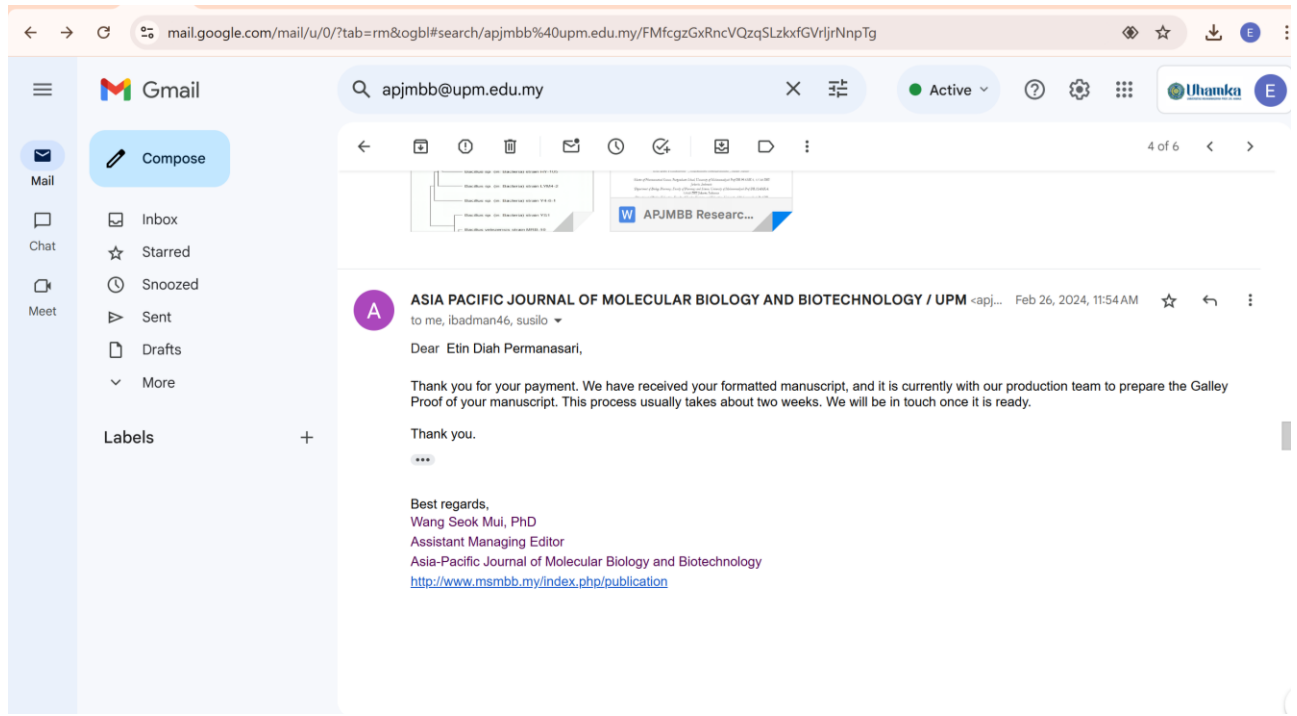 mail.google.com/mail/u/0/?tab=rm&ogbl#search/apjmbb%40upm.edu.my/FMfcgzGxRncVQzqSLzkxfGVrljrNnpTg
E
Gmail
apjmbb@upm.edu.my
Active
Uhamka
E
Mail
Chat
Meet
Compose
Inbox
Starred
Snoozed
Sent
Drafts
More
Labels
4 of 6
W APJMBB Researc...
A
ASIA PACIFIC JOURNAL OF MOLECULAR BIOLOGY AND BIOTECHNOLOGY / UPM <apj... Feb 26, 2024, 11:54 AM
to me, ibadman46, susilo
Dear Etin Diah Permanasari,
Thank you for your payment. We have received your formatted manuscript, and it is currently with our production team to prepare the Galley
Proof of your manuscript. This process usually takes about two weeks. We will be in touch once it is ready.
Thank you.
Best regards,
Wang Seok Mui, PhD
Assistant Managing Editor
Asia-Pacific Journal of Molecular Biology and Biotechnology
http://www.msmbb.my/index.php/publication